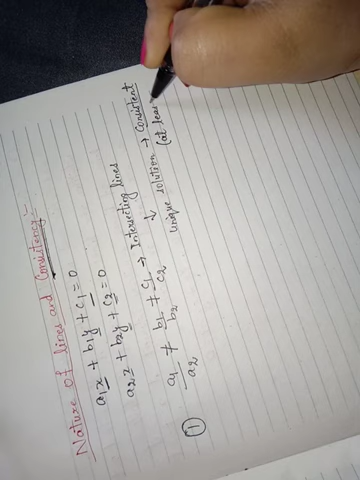 Nature of lines and Consistency:-
a₁x + b₁y + c₁ = 0
a₂x + b₂y + c₂ = 0
① a₁/a₂ ≠ b₁/b₂ ≠ c₁/c₂ → Intersecting lines
↓
unique solution → Consistent
(at leas